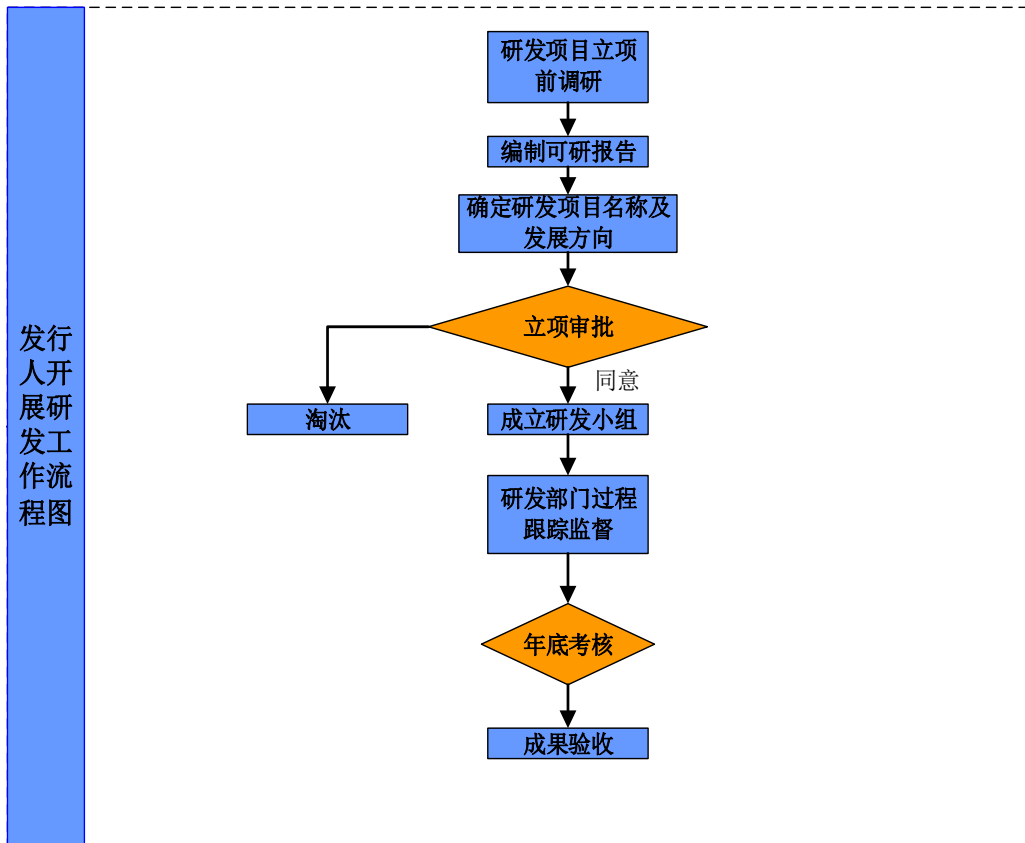 发行
人开
展研
发工
作流
程图
研发项目立项
前调研
编制可研报告
确定研发项目名称及
发展方向
立项审批
同意
淘汰
成立研发小组
研发部门过程
跟踪监督
年底考核
成果验收